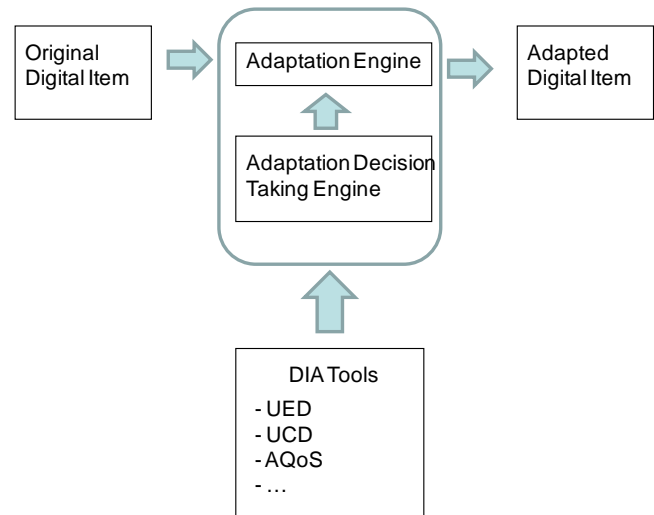 Original
Digital Item
Adaptation Engine
Adapted
Digital Item
Adaptation Decision
Taking Engine
DIA Tools
- UED
- UCD
- AQoS
- …